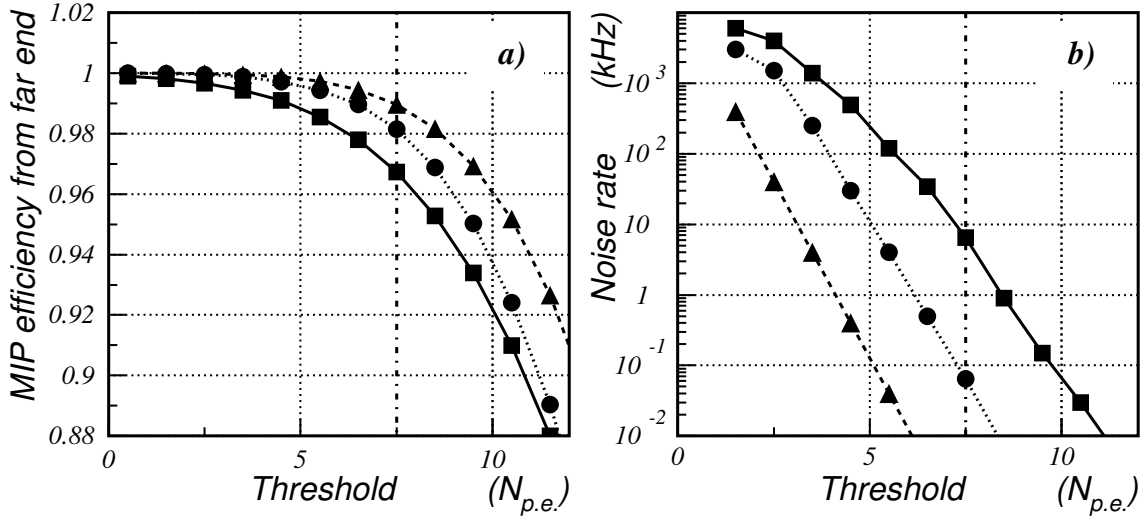 1.02
1
0.98
0.96
0.94
0.92
0.9
0.88
MIP efficiency from far end
a)
0 5 10
Threshold (N_{p.e.})
Noise rate (kHz)
b)
10^{3}
10^{2}
10
1
10^{-1}
10^{-2}
0 5 10
Threshold (N_{p.e.})